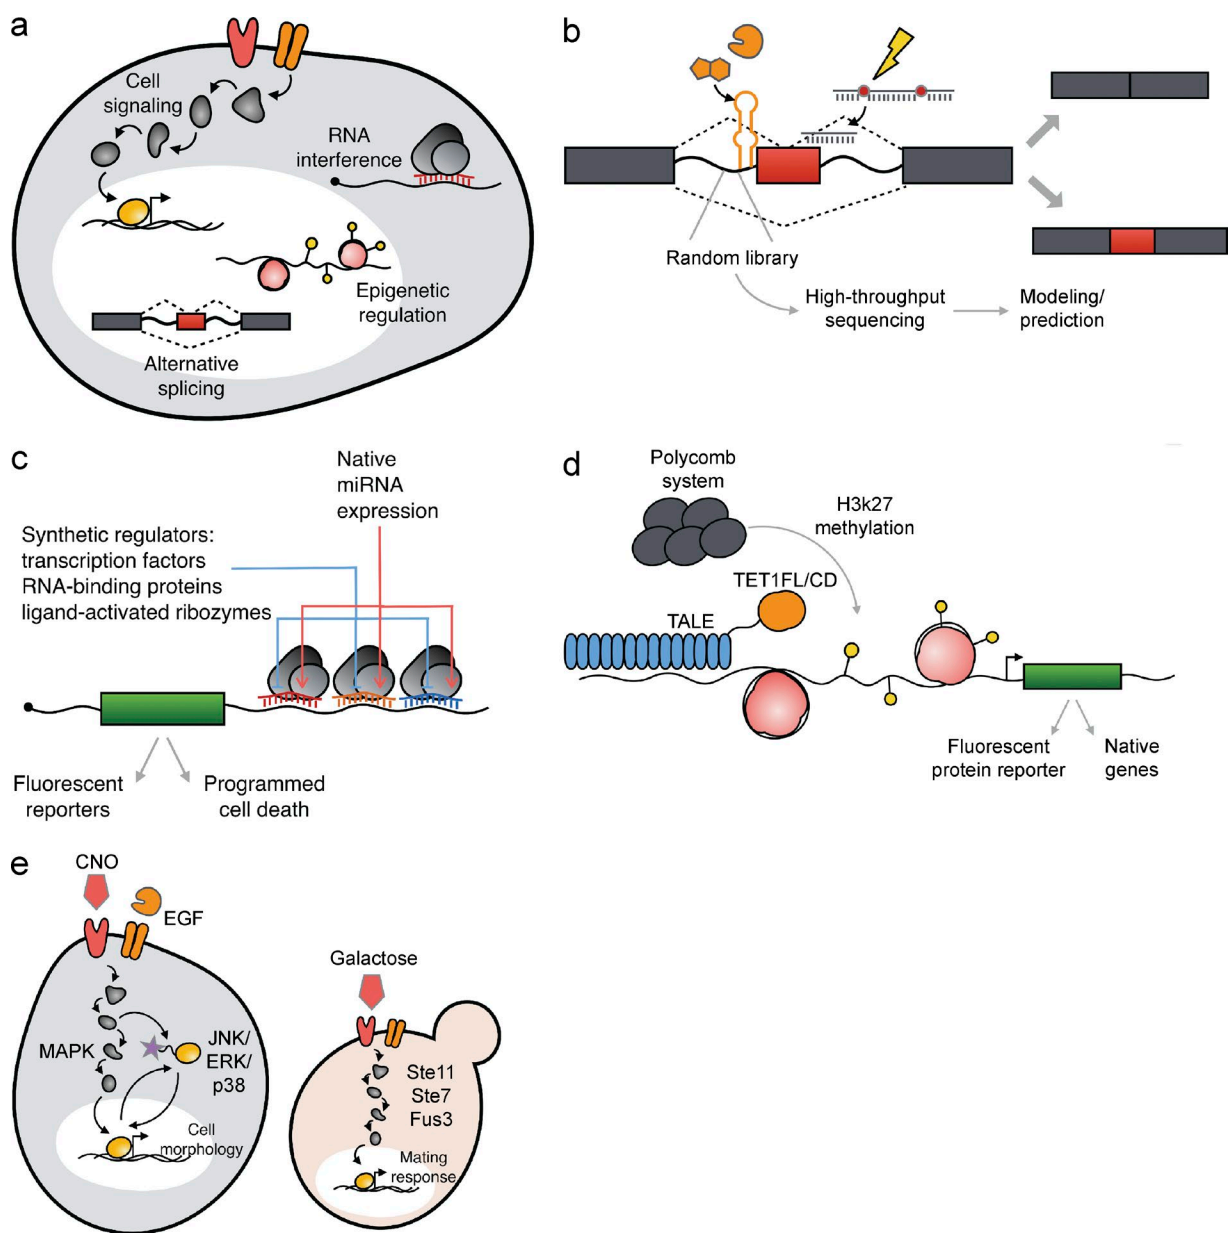 a
Cell
signaling
RNA
interference
Epigenetic
regulation
Alternative
splicing
b
Random library
High-throughput
sequencing
Modeling/
prediction
c
Native
miRNA
expression
Synthetic regulators:
transcription factors
RNA-binding proteins
ligand-activated ribozymes
Fluorescent
reporters
Programmed
cell death
d
Polycomb
system
H3k27
methylation
TET1FL/CD
TALE
Fluorescent
protein reporter
Native
genes
e
CNO
EGF
MAPK
JNK/
ERK/
p38
Cell
morphology
Galactose
Ste11
Ste7
Fus3
Mating
response